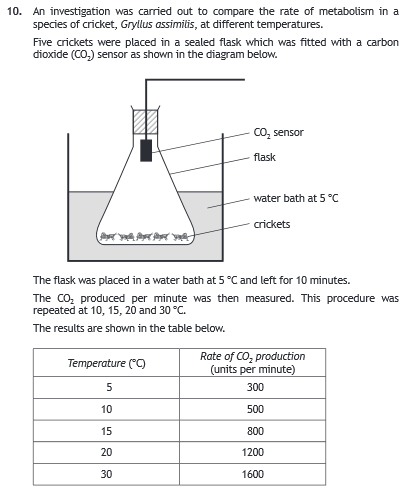 10. An investigation was carried out to compare the rate of metabolism in a
species of cricket, Gryllus assimilis, at different temperatures.
Five crickets were placed in a sealed flask which was fitted with a carbon
dioxide (CO₂) sensor as shown in the diagram below.
CO₂ sensor
flask
water bath at 5 °C
crickets
The flask was placed in a water bath at 5 °C and left for 10 minutes.
The CO₂ produced per minute was then measured. This procedure was
repeated at 10, 15, 20 and 30 °C.
The results are shown in the table below.
Temperature (°C) Rate of CO₂ production
(units per minute)
5 300
10 500
15 800
20 1200
30 1600